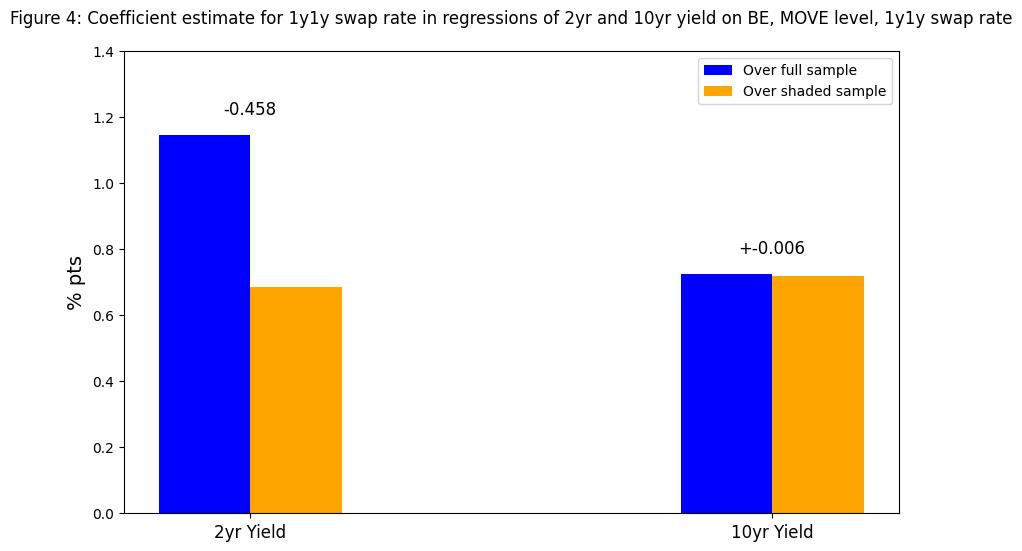 Figure 4: Coefficient estimate for 1y1y swap rate in regressions of 2yr and 10yr yield on BE, MOVE level, 1y1y swap rate
Over full sample
Over shaded sample
-0.458
+-0.006
% pts
1.4
1.2
1.0
0.8
0.6
0.4
0.2
0.0
2yr Yield
10yr Yield